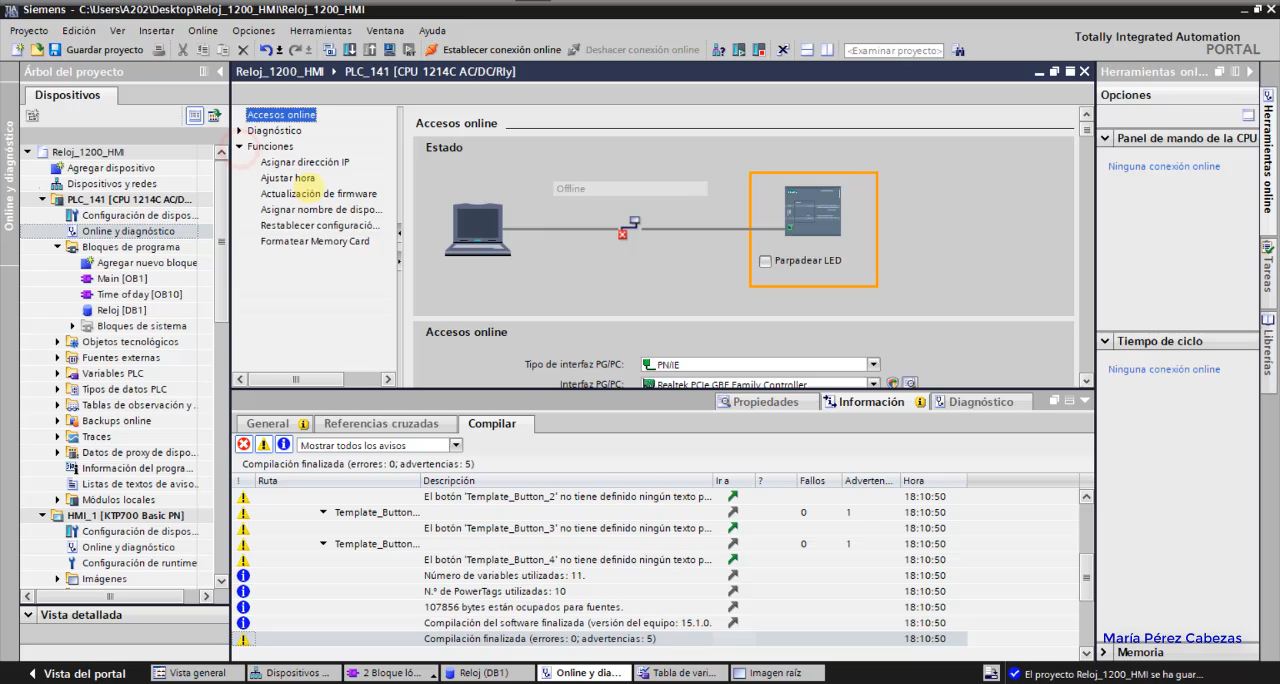 Siemens - C:\Users\A202\Desktop\Reloj_1200_HMI\Reloj_1200_HMI
Proyecto Edición Ver Insertar Online Opciones Herramientas Ventana Ayuda
Totally Integrated Automation
PORTAL
Guardar proyecto Establecer conexión online Deshacer conexión online <Examinar proyecto>
Árbol del proyecto
Reloj_1200_HMI PLC_141 [CPU 1214C AC/DC/Rly]
Herramientas onl...
Dispositivos
Opciones
Online y diagnóstico
Reloj_1200_HMI
Agregar dispositivo
Dispositivos y redes
PLC_141 [CPU 1214C AC/D...
Configuración de dispos...
Online y diagnóstico
Bloques de programa
Agregar nuevo bloque
Main [OB1]
Time of day [OB10]
Reloj [DB1]
Bloques de sistema
Objetos tecnológicos
Fuentes externas
Variables PLC
Tipos de datos PLC
Tablas de observación y ...
Backups online
Traces
Datos de proxy de dispo...
Información del progra...
Listas de textos de aviso...
Módulos locales
HMI_1 [KTP700 Basic PN]
Configuración de dispos...
Online y diagnóstico
Configuración de runtime
Imágenes
Vista detallada
Accesos online
Diagnóstico
Funciones
Asignar dirección IP
Ajustar hora
Actualización de firmware
Asignar nombre de dispo...
Restablecer configuració...
Formatear Memory Card
Accesos online
Estado
Offline
Parpadear LED
Accesos online
Tipo de interfaz PG/PC: PN/IE
Interfaz PG/PC: Realtek PCIe GBE Family Controller
Panel de mando de la CPU
Ninguna conexión online
Tiempo de ciclo
Ninguna conexión online
Memoria
Herramientas online
Tareas
Librerías
Propiedades Información Diagnóstico
General Referencias cruzadas Compilar
Mostrar todos los avisos
Compilación finalizada (errores: 0; advertencias: 5)
! Ruta Descripción Ir a ? Fallos Adverten... Hora
El botón 'Template_Button_2' no tiene definido ningún texto p... 18:10:50
Template_Button... 0 1 18:10:50
El botón 'Template_Button_3' no tiene definido ningún texto p... 18:10:50
Template_Button... 0 1 18:10:50
El botón 'Template_Button_4' no tiene definido ningún texto p... 18:10:50
Número de variables utilizadas: 11. 18:10:50
N.º de PowerTags utilizadas: 10 18:10:50
107856 bytes están ocupados para fuentes. 18:10:50
Compilación del software finalizada (versión del equipo: 15.1.0. 18:10:50
Compilación finalizada (errores: 0; advertencias: 5) 18:10:50
María Pérez Cabezas
Vista del portal Vista general Dispositivos ... 2 Bloque ló... Reloj (DB1) Online y dia... Tabla de vari... Imagen raíz El proyecto Reloj_1200_HMI se ha guar...